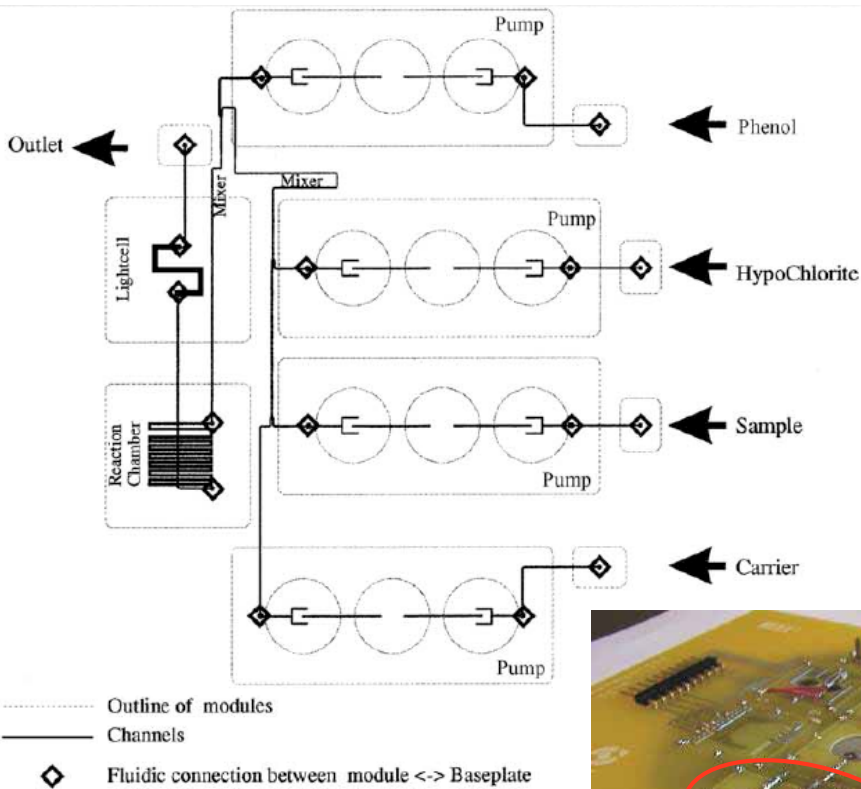 Pump
Phenol
Outlet
Mixer
Mixer
Pump
Lightcell
HypoChlorite
Sample
Reaction
Chamber
Pump
Carrier
Pump
Outline of modules
Channels
Fluidic connection between module <-> Baseplate